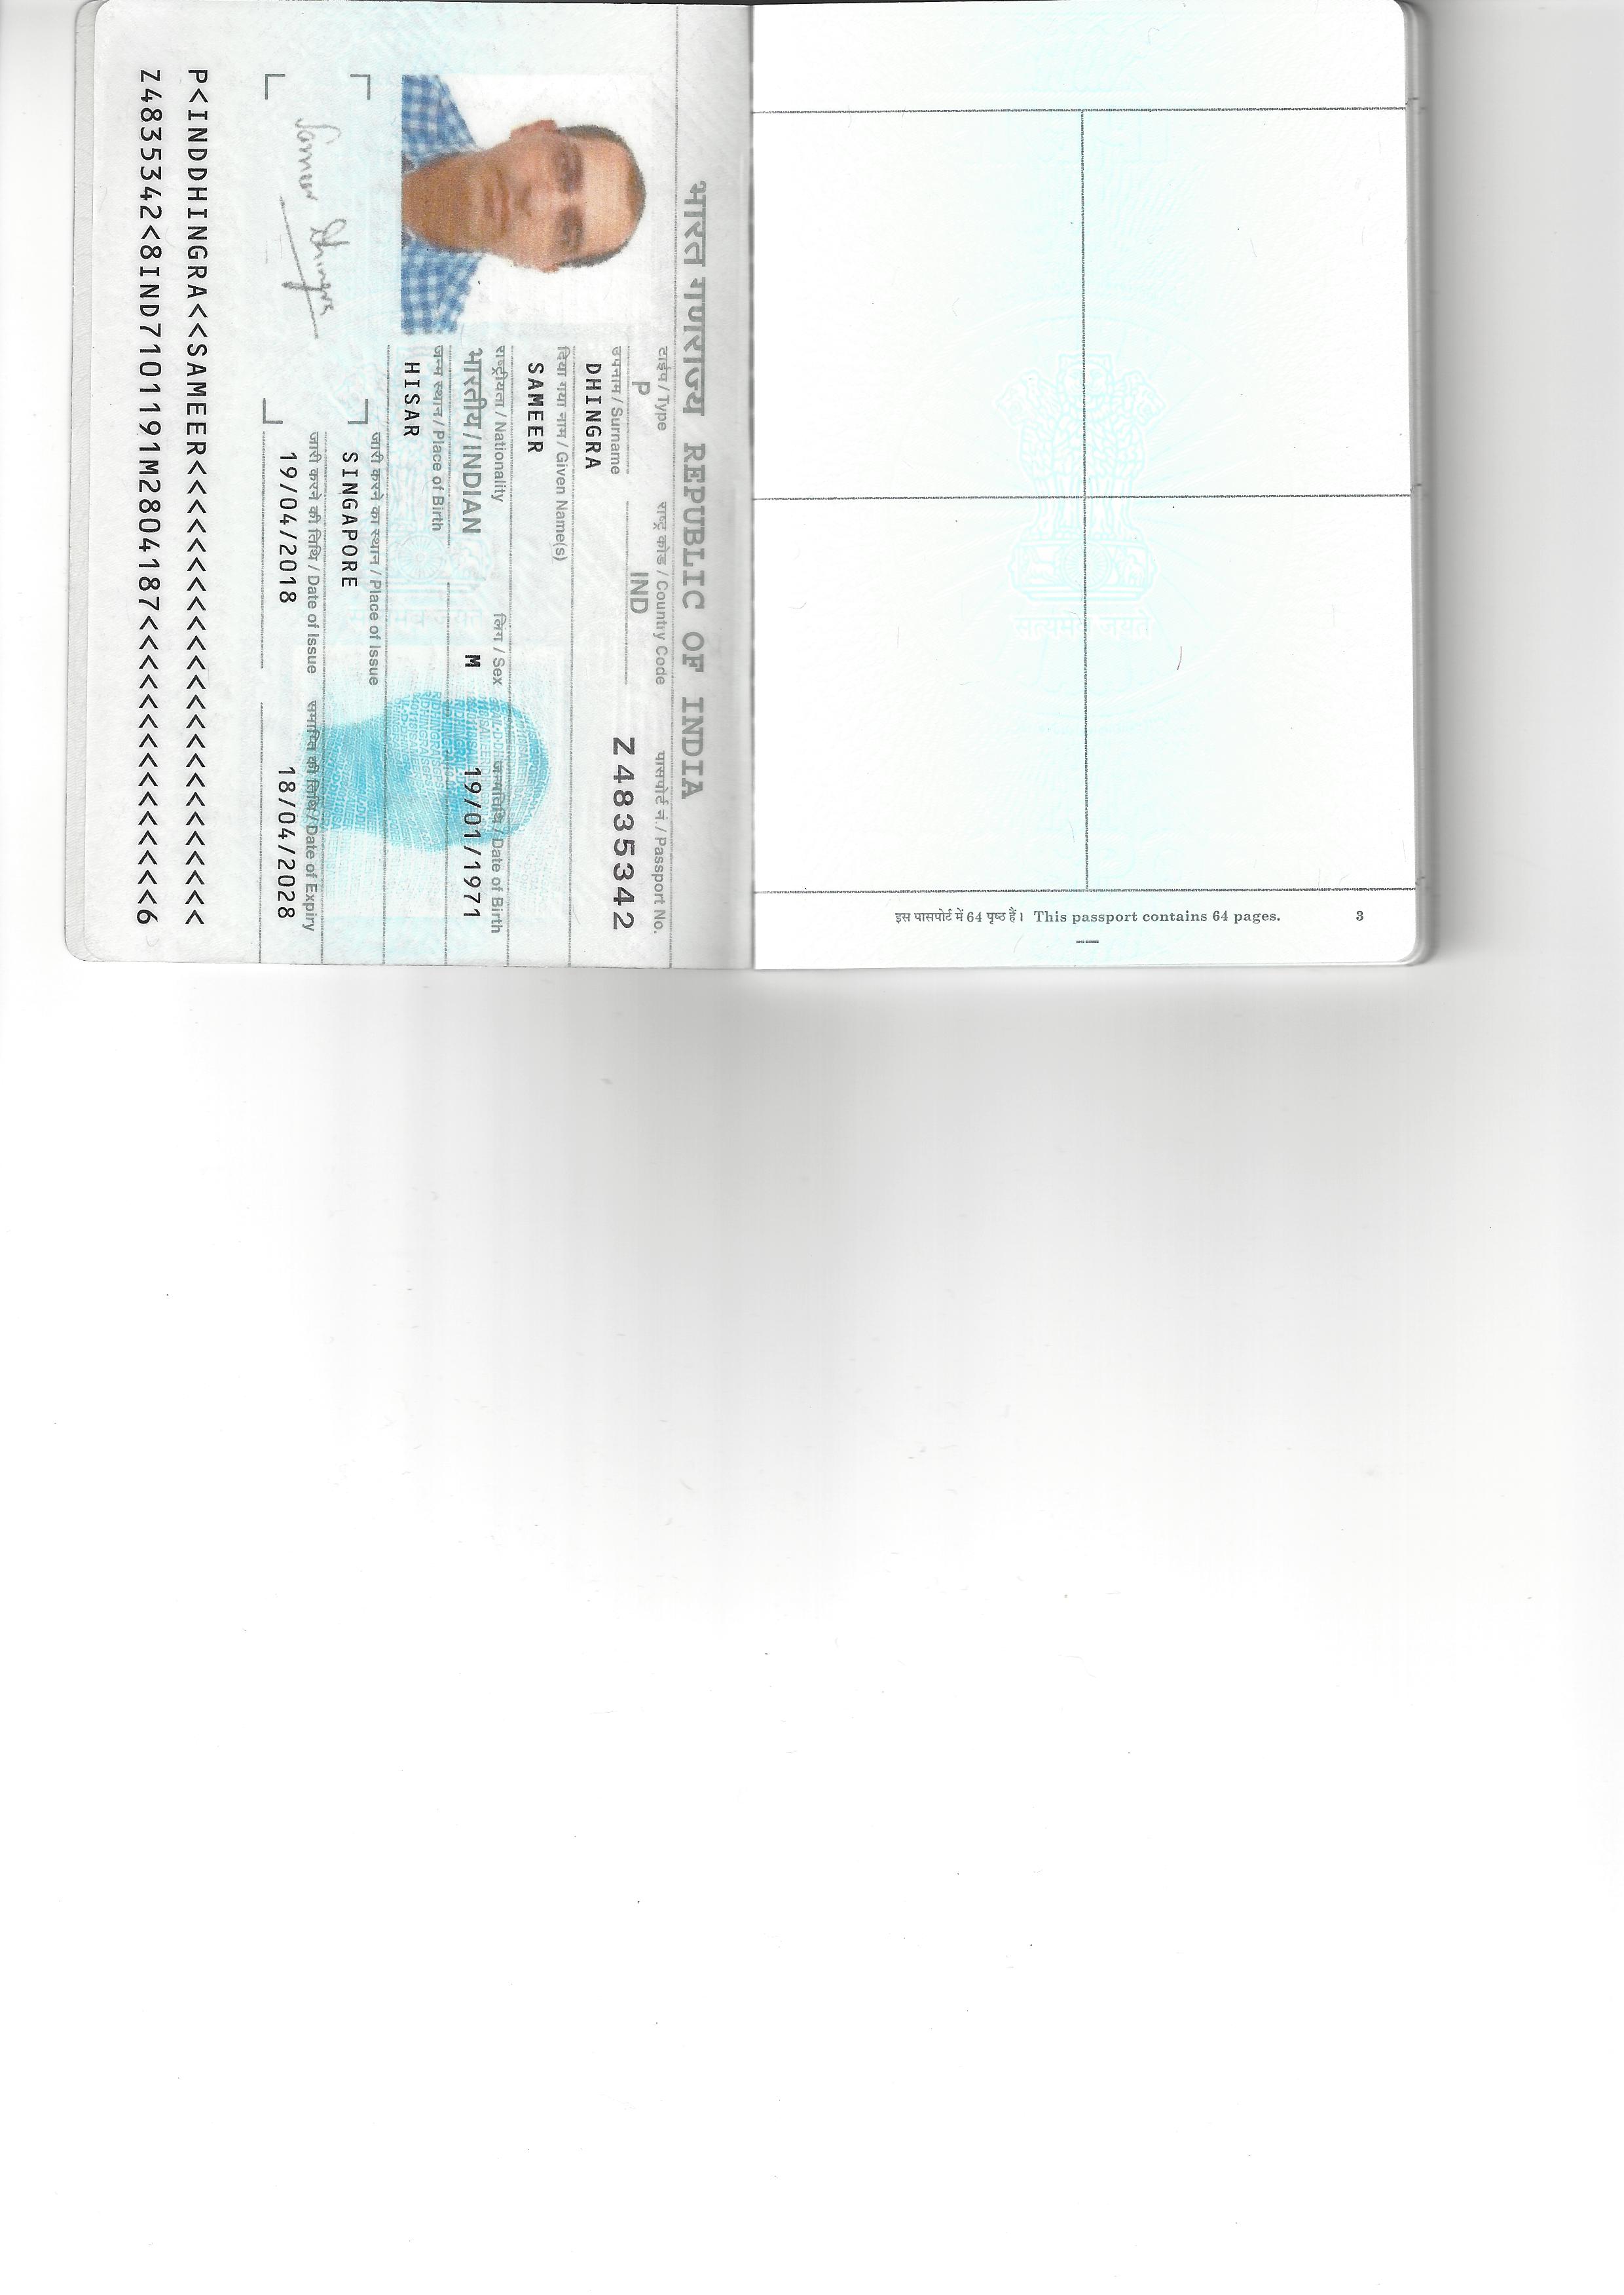 भारत गणराज्य REPUBLIC OF INDIA
टाईप / Type राष्ट्र कोड / Country Code पासपोर्ट नं. / Passport No.
P IND Z4835342
उपनाम / Surname
DHINGRA
दिया गया नाम / Given Name(s)
SAMEER
राष्ट्रीयता / Nationality लिंग / Sex जन्मतिथि / Date of Birth
भारतीय / INDIAN M 19/01/1971
जन्म स्थान / Place of Birth
HISAR
जारी करने का स्थान / Place of Issue
SINGAPORE
जारी करने की तिथि / Date of Issue समाप्ति की तिथि / Date of Expiry
19/04/2018 18/04/2028
Sameer Dhingra
P<INDDHINGRA<<SAMEER<<<<<<<<<<<<<<<<<<<<<<<<
Z4835342<8IND7101191M2804187<<<<<<<<<<<<<<<6
सत्यमेव जयते
इस पासपोर्ट में 64 पृष्ठ हैं। This passport contains 64 pages. 3